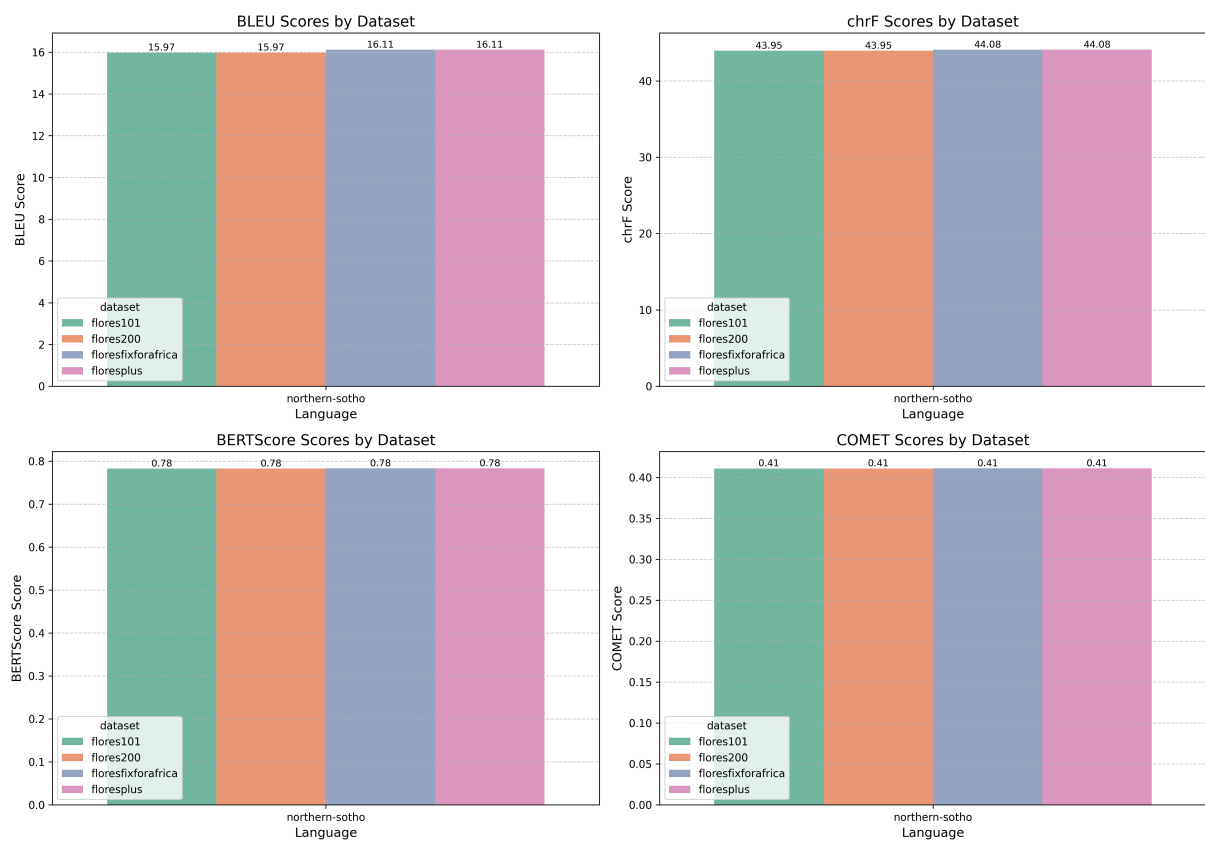 BLEU Scores by Dataset
15.97 15.97 16.11 16.11
16
14
12
10
8
6
4
2
0
BLEU Score
dataset
flores101
flores200
floresfixforafrica
floresplus
northern-sotho
Language
chrF Scores by Dataset
43.95 43.95 44.08 44.08
40
30
20
10
0
chrF Score
dataset
flores101
flores200
floresfixforafrica
floresplus
northern-sotho
Language
BERTScore Scores by Dataset
0.78 0.78 0.78 0.78
0.8
0.7
0.6
0.5
0.4
0.3
0.2
0.1
0.0
BERTScore Score
dataset
flores101
flores200
floresfixforafrica
floresplus
northern-sotho
Language
COMET Scores by Dataset
0.41 0.41 0.41 0.41
0.40
0.35
0.30
0.25
0.20
0.15
0.10
0.05
0.00
COMET Score
dataset
flores101
flores200
floresfixforafrica
floresplus
northern-sotho
Language